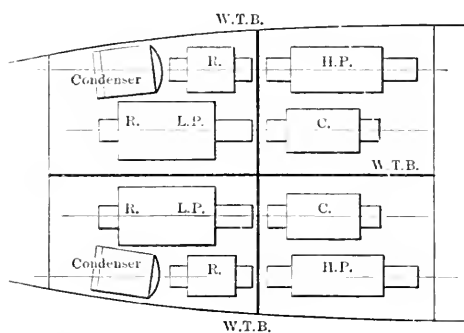 W.T.B.
R. H.P.
Condenser
R. L.P. C.
W.T.B.
R. L.P. C.
Condenser R. H.P.
W.T.B.